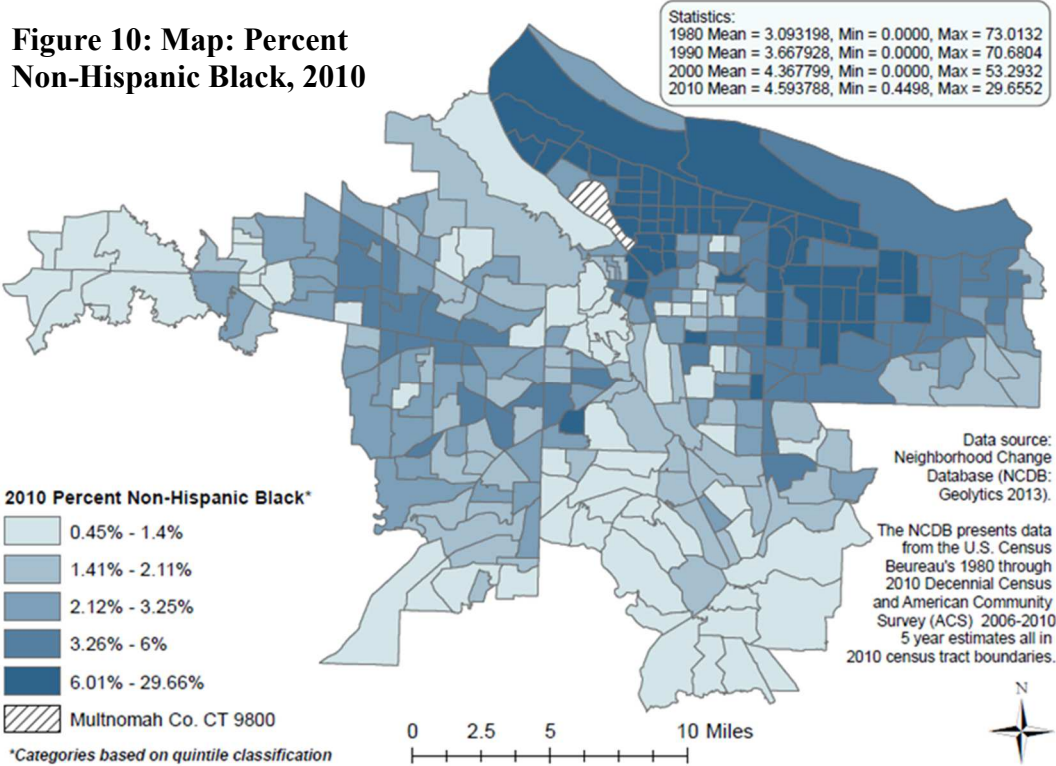 Figure 10: Map: Percent
Non-Hispanic Black, 2010
Statistics:
1980 Mean = 3.093198, Min = 0.0000, Max = 73.0132
1990 Mean = 3.667928, Min = 0.0000, Max = 70.6804
2000 Mean = 4.367799, Min = 0.0000, Max = 53.2932
2010 Mean = 4.593788, Min = 0.4498, Max = 29.6552
Data source:
Neighborhood Change
Database (NCDB:
Geolytics 2013).
The NCDB presents data
from the U.S. Census
Beureau's 1980 through
2010 Decennial Census
and American Community
Survey (ACS) 2006-2010
5 year estimates all in
2010 census tract boundaries.
2010 Percent Non-Hispanic Black*
0.45% - 1.4%
1.41% - 2.11%
2.12% - 3.25%
3.26% - 6%
6.01% - 29.66%
Multnomah Co. CT 9800
*Categories based on quintile classification
0 2.5 5 10 Miles
N